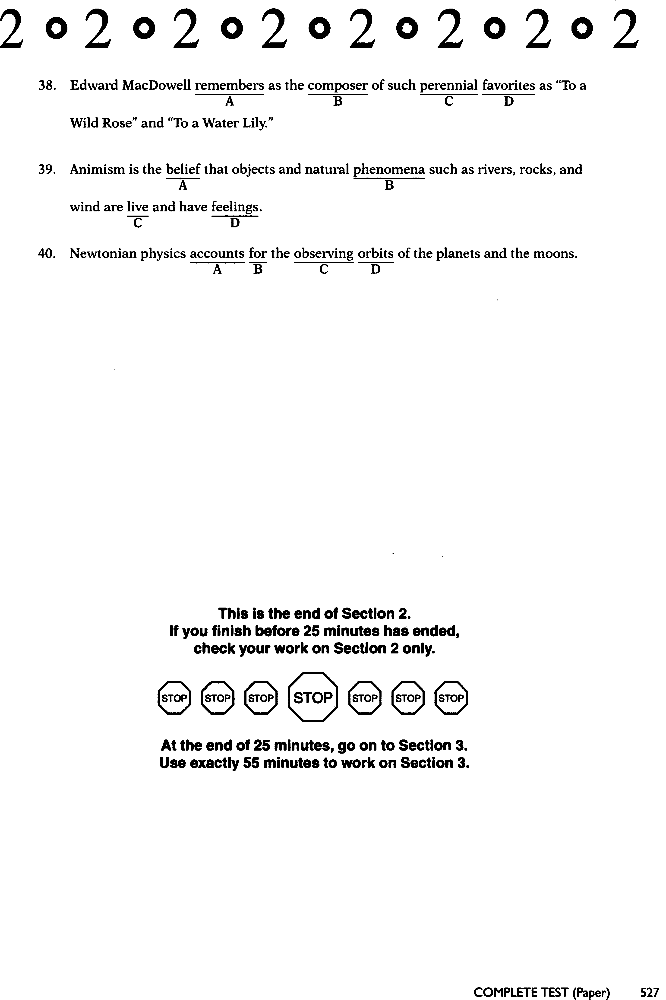 2 o 2 o 2 o 2 o 2 o 2 o 2 o 2
38. Edward MacDowell remembers as the composer of such perennial favorites as “To a
A B C D
Wild Rose” and “To a Water Lily.”
39. Animism is the belief that objects and natural phenomena such as rivers, rocks, and
A B
wind are live and have feelings.
C D
40. Newtonian physics accounts for the observing orbits of the planets and the moons.
A B C D
This is the end of Section 2.
If you finish before 25 minutes has ended,
check your work on Section 2 only.
STOP STOP STOP STOP STOP STOP STOP
At the end of 25 minutes, go on to Section 3.
Use exactly 55 minutes to work on Section 3.
COMPLETE TEST (Paper) 527